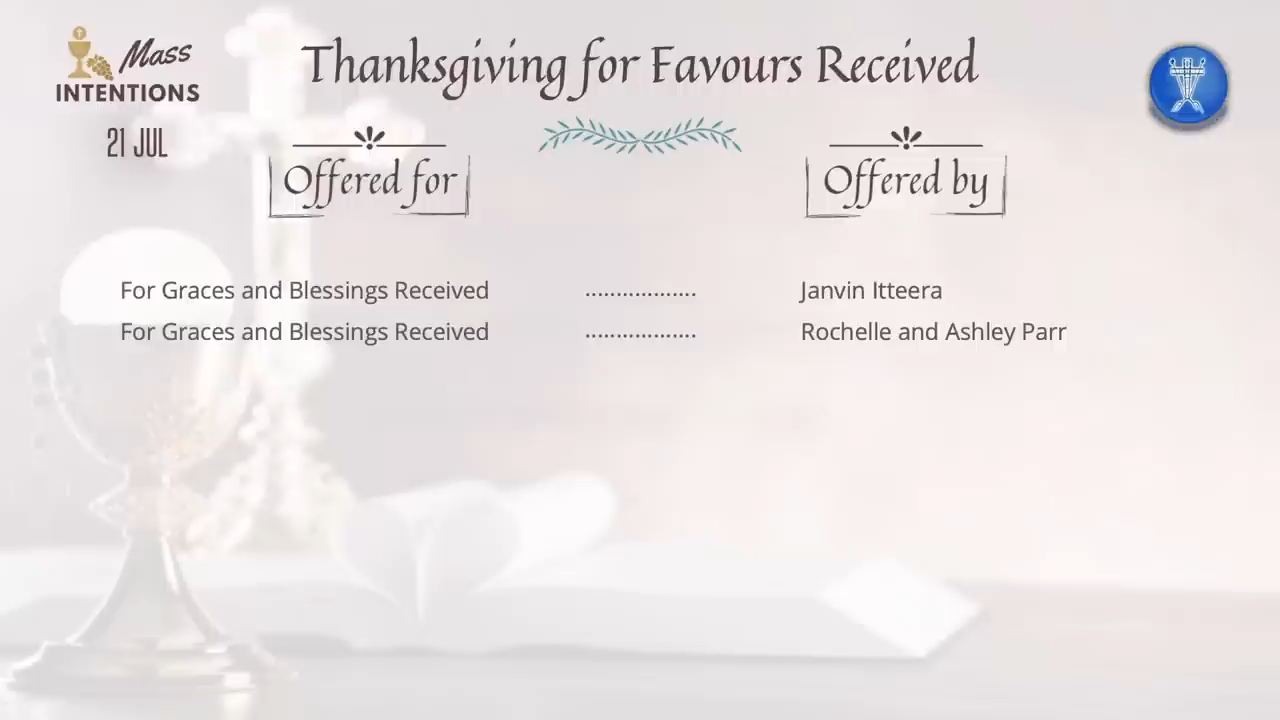 Mass
INTENTIONS
21 JUL
Thanksgiving for Favours Received
Offered for
Offered by
For Graces and Blessings Received .................. Janvin Itteera
For Graces and Blessings Received .................. Rochelle and Ashley Parr